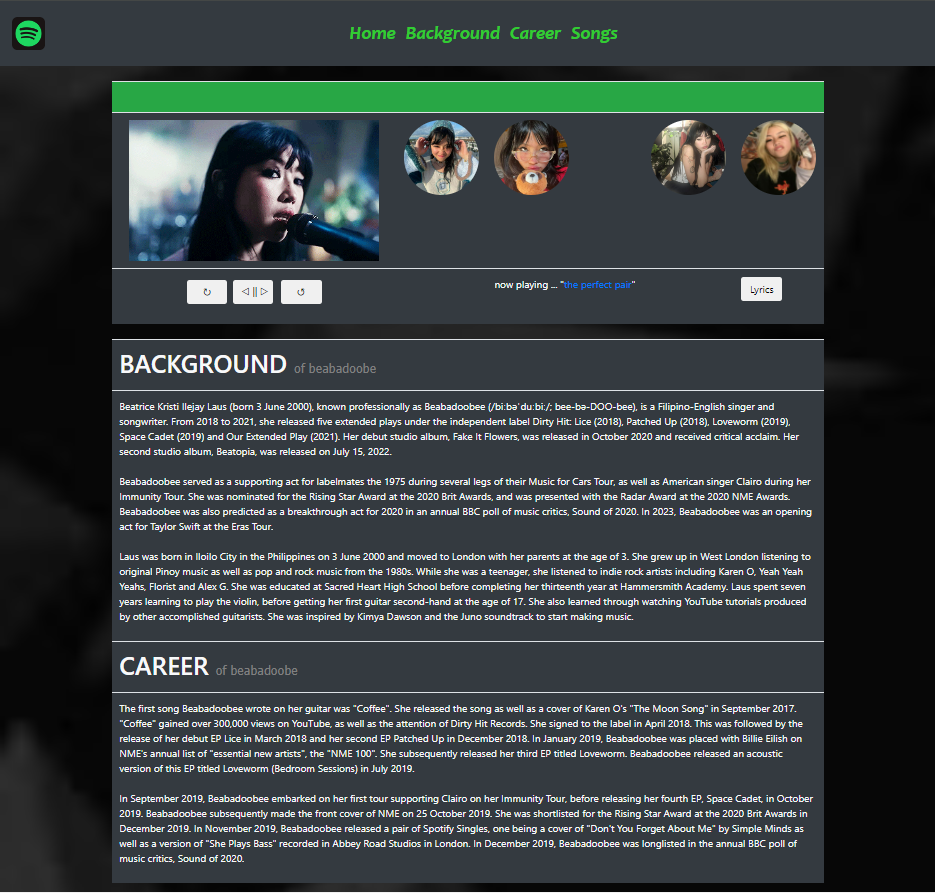 Home Background Career Songs
↻ ◁ || ▷ ↺ now playing ... "the perfect pair" Lyrics
BACKGROUND of beabadoobe
Beatrice Kristi Ilejay Laus (born 3 June 2000), known professionally as Beabadoobee (/biːbəˈduːbiː/; bee-bə-DOO-bee), is a Filipino-English singer and
songwriter. From 2018 to 2021, she released five extended plays under the independent label Dirty Hit: Lice (2018), Patched Up (2018), Loveworm (2019),
Space Cadet (2019) and Our Extended Play (2021). Her debut studio album, Fake It Flowers, was released in October 2020 and received critical acclaim. Her
second studio album, Beatopia, was released on July 15, 2022.
Beabadoobee served as a supporting act for labelmates the 1975 during several legs of their Music for Cars Tour, as well as American singer Clairo during her
Immunity Tour. She was nominated for the Rising Star Award at the 2020 Brit Awards, and was presented with the Radar Award at the 2020 NME Awards.
Beabadoobee was also predicted as a breakthrough act for 2020 in an annual BBC poll of music critics, Sound of 2020. In 2023, Beabadoobee was an opening
act for Taylor Swift at the Eras Tour.
Laus was born in Iloilo City in the Philippines on 3 June 2000 and moved to London with her parents at the age of 3. She grew up in West London listening to
original Pinoy music as well as pop and rock music from the 1980s. While she was a teenager, she listened to indie rock artists including Karen O, Yeah Yeah
Yeahs, Florist and Alex G. She was educated at Sacred Heart High School before completing her thirteenth year at Hammersmith Academy. Laus spent seven
years learning to play the violin, before getting her first guitar second-hand at the age of 17. She also learned through watching YouTube tutorials produced
by other accomplished guitarists. She was inspired by Kimya Dawson and the Juno soundtrack to start making music.
CAREER of beabadoobe
The first song Beabadoobee wrote on her guitar was "Coffee". She released the song as well as a cover of Karen O's "The Moon Song" in September 2017.
"Coffee" gained over 300,000 views on YouTube, as well as the attention of Dirty Hit Records. She signed to the label in April 2018. This was followed by the
release of her debut EP Lice in March 2018 and her second EP Patched Up in December 2018. In January 2019, Beabadoobee was placed with Billie Eilish on
NME's annual list of "essential new artists", the "NME 100". She subsequently released her third EP titled Loveworm. Beabadoobee released an acoustic
version of this EP titled Loveworm (Bedroom Sessions) in July 2019.
In September 2019, Beabadoobee embarked on her first tour supporting Clairo on her Immunity Tour, before releasing her fourth EP, Space Cadet, in October
2019. Beabadoobee subsequently made the front cover of NME on 25 October 2019. She was shortlisted for the Rising Star Award at the 2020 Brit Awards in
December 2019. In November 2019, Beabadoobee released a pair of Spotify Singles, one being a cover of "Don't You Forget About Me" by Simple Minds as
well as a version of "She Plays Bass" recorded in Abbey Road Studios in London. In December 2019, Beabadoobee was longlisted in the annual BBC poll of
music critics, Sound of 2020.